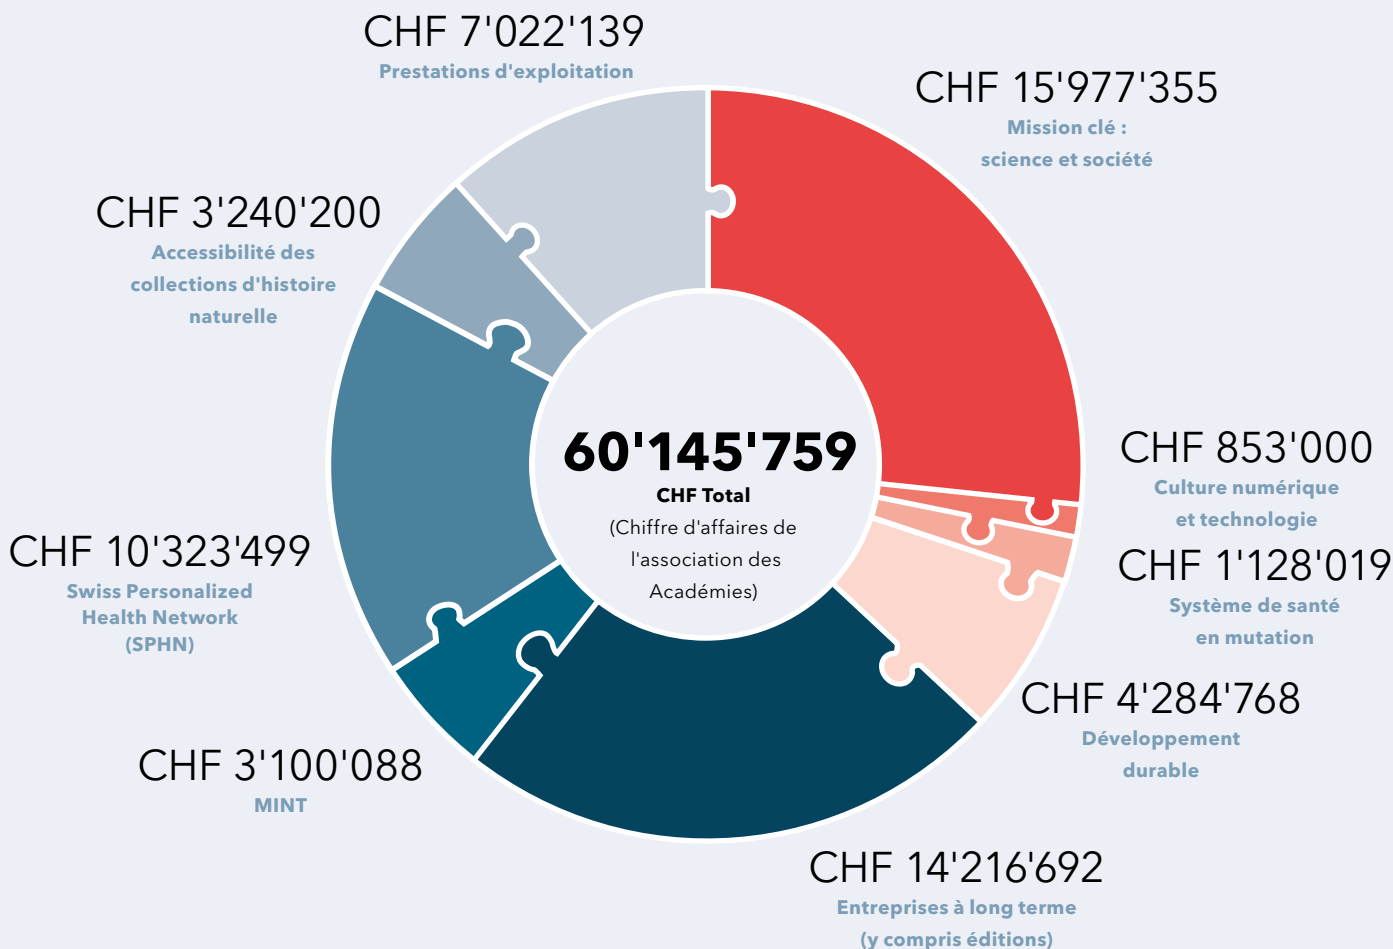 CHF 7'022'139
Prestations d'exploitation
CHF 15'977'355
Mission clé :
science et société
CHF 3'240'200
Accessibilité des
collections d'histoire
naturelle
60'145'759
CHF Total
(Chiffre d'affaires de
l'association des
Académies)
CHF 853'000
Culture numérique
et technologie
CHF 10'323'499
Swiss Personalized
Health Network
(SPHN)
CHF 1'128'019
Système de santé
en mutation
CHF 4'284'768
Développement
durable
CHF 3'100'088
MINT
CHF 14'216'692
Entreprises à long terme
(y compris éditions)